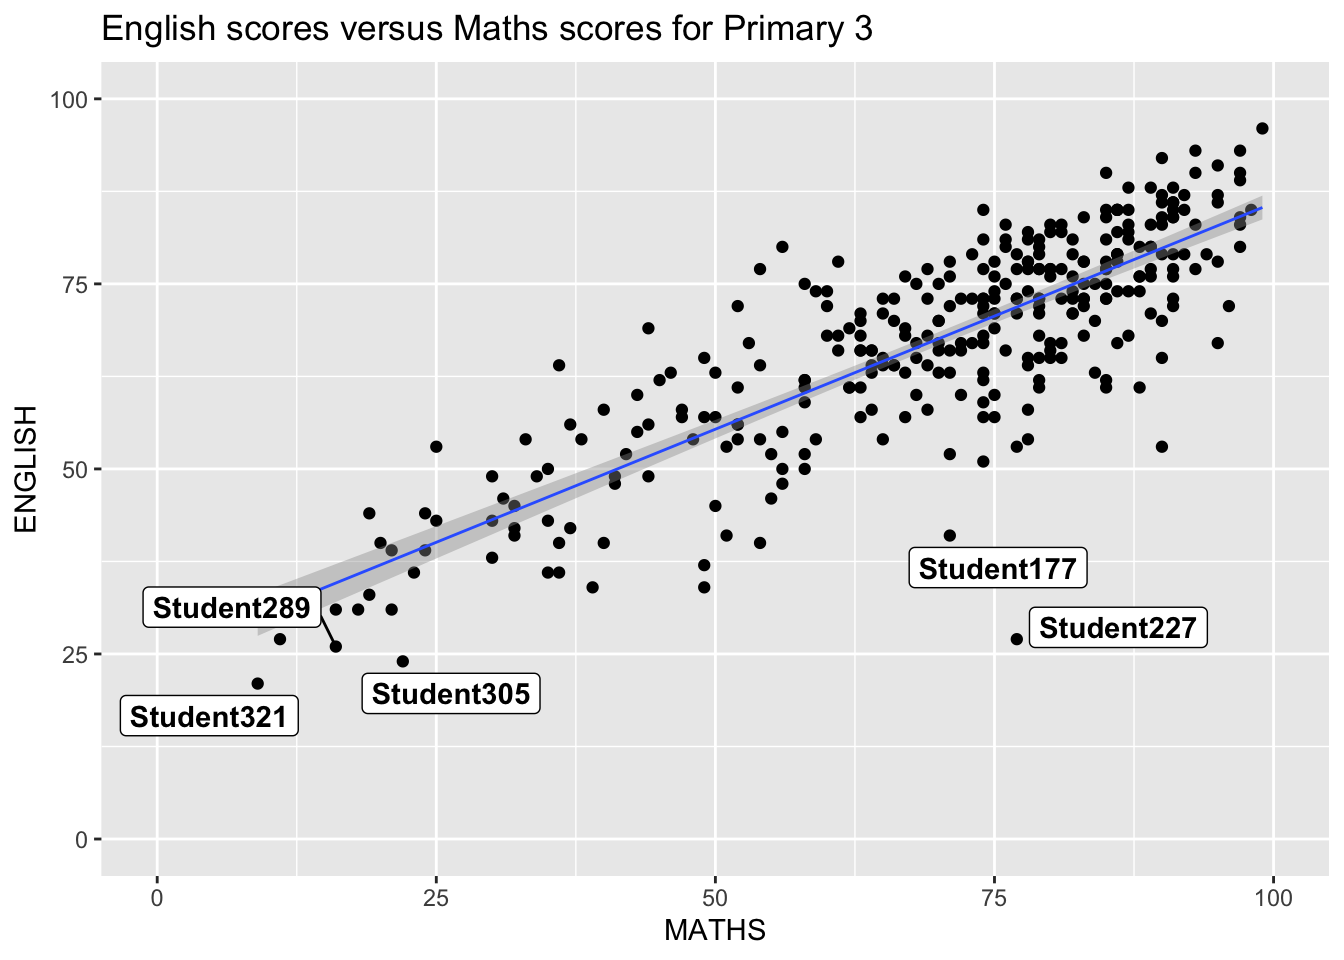 English scores versus Maths scores for Primary 3
100
75
50
25
0
ENGLISH
Student177
Student289
Student227
Student305
Student321
0
25
50
75
100
MATHS